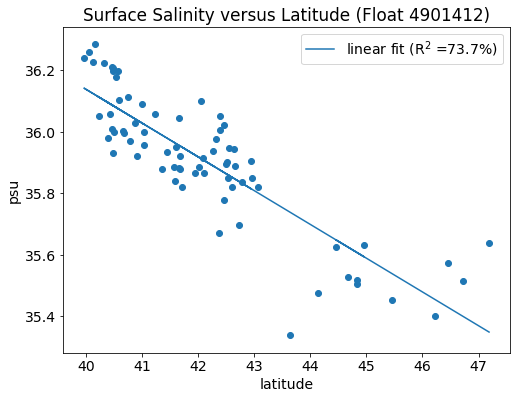 Surface Salinity versus Latitude (Float 4901412)
linear fit (R² =73.7%)
36.2
36.0
35.8
35.6
35.4
psu
40 41 42 43 44 45 46 47
latitude